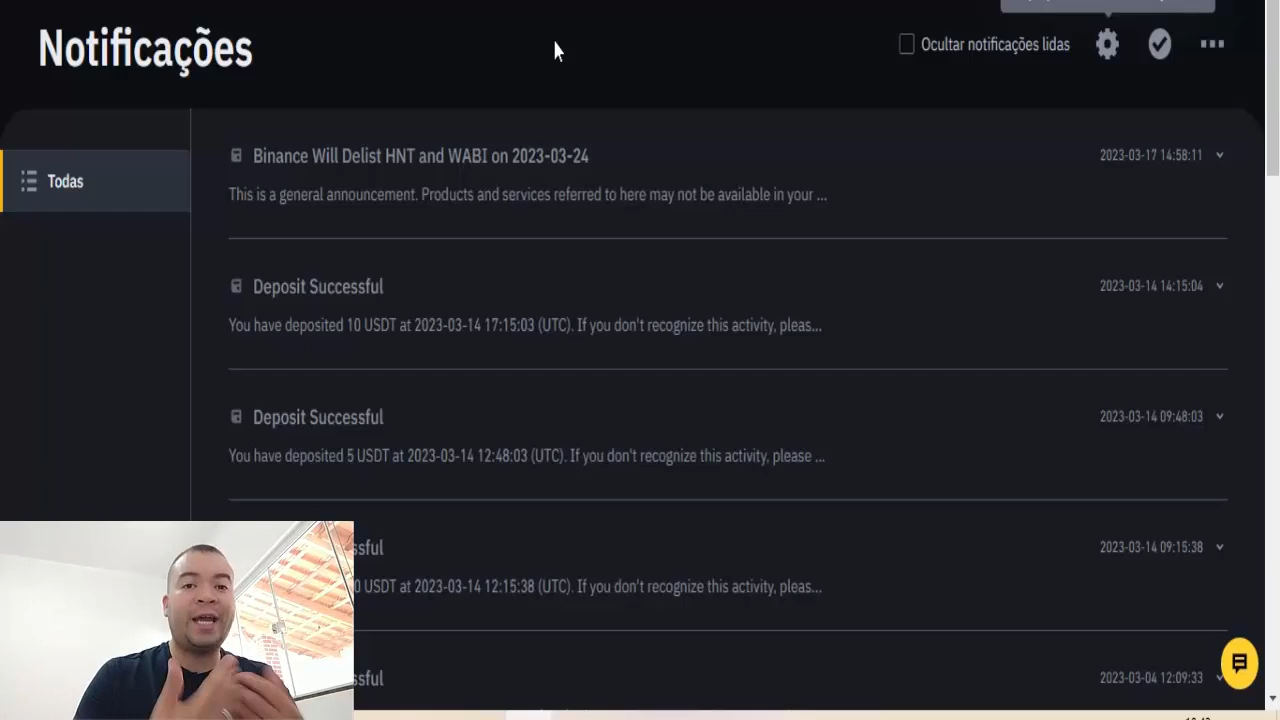 Notificações
Ocultar notificações lidas
Todas
Binance Will Delist HNT and WABI on 2023-03-24
2023-03-17 14:58:11
This is a general announcement. Products and services referred to here may not be available in your ...
Deposit Successful
2023-03-14 14:15:04
You have deposited 10 USDT at 2023-03-14 17:15:03 (UTC). If you don't recognize this activity, pleas...
Deposit Successful
2023-03-14 09:48:03
You have deposited 5 USDT at 2023-03-14 12:48:03 (UTC). If you don't recognize this activity, please ...
ssful
2023-03-14 09:15:38
0 USDT at 2023-03-14 12:15:38 (UTC). If you don't recognize this activity, pleas...
ssful
2023-03-04 12:09:33